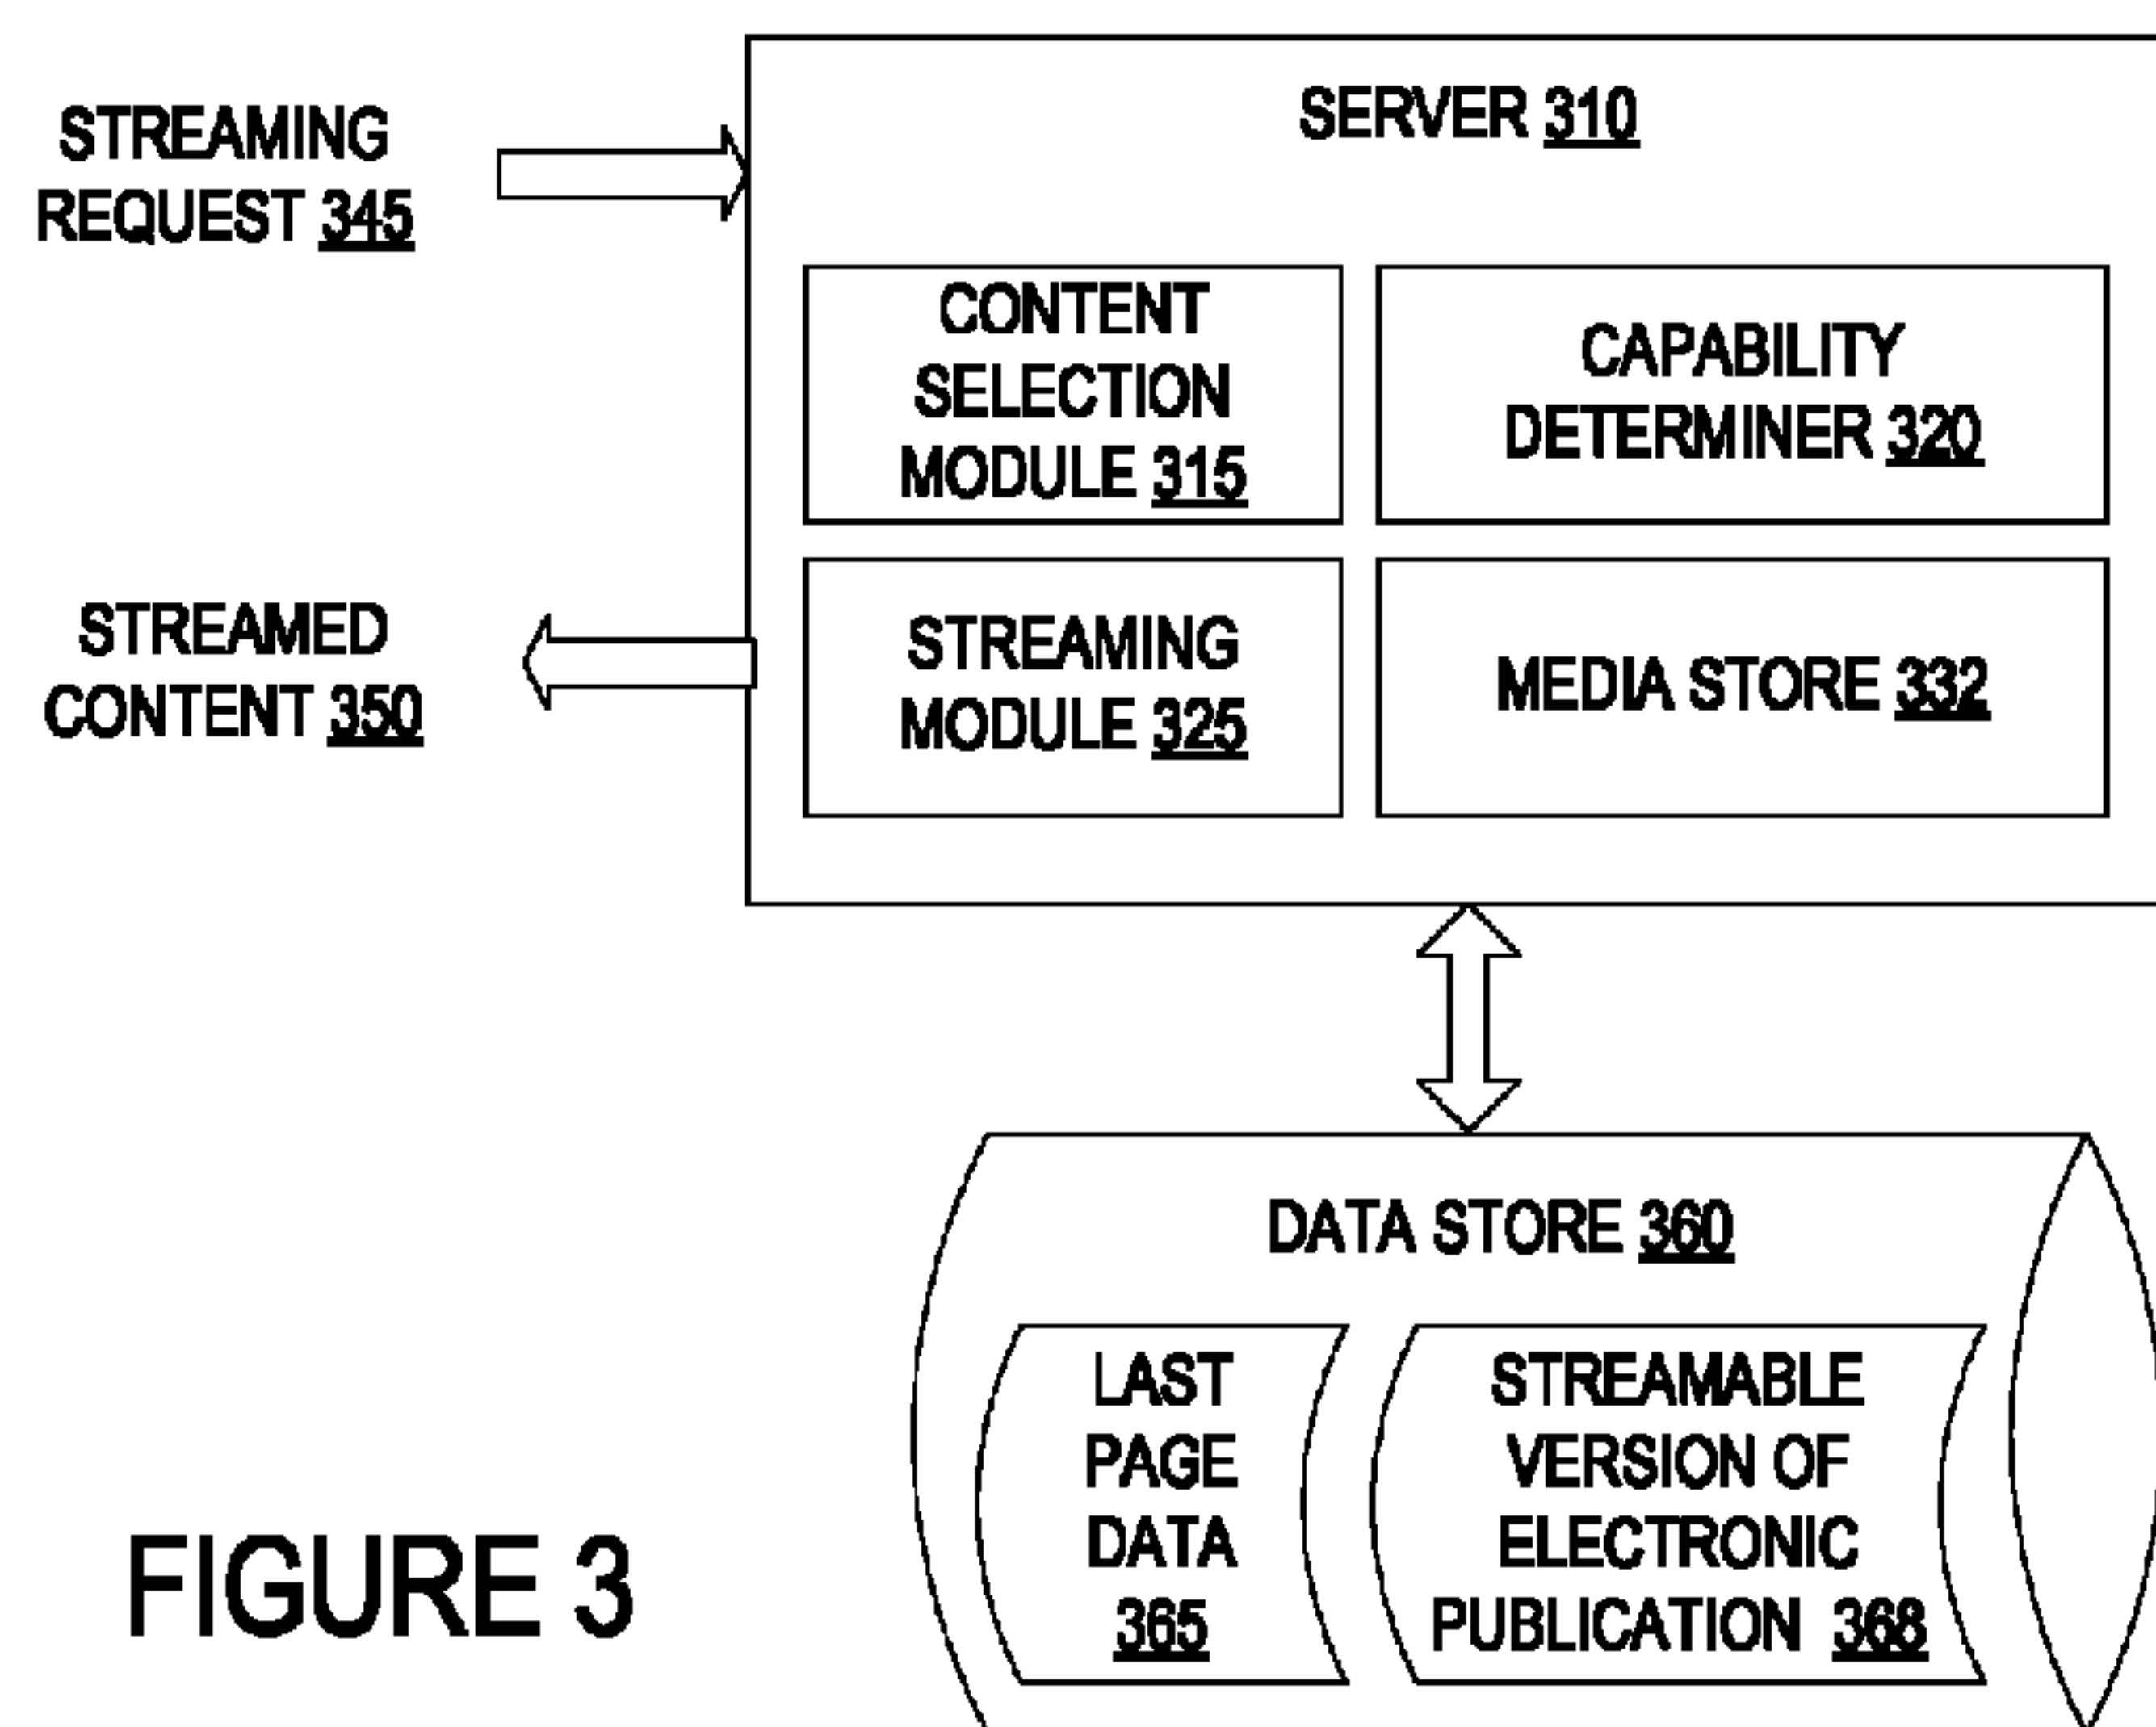 STREAMING
REQUEST 345
SERVER 310
CONTENT
SELECTION
MODULE 315
CAPABILITY
DETERMINER 320
STREAMED
CONTENT 350
STREAMING
MODULE 325
MEDIA STORE 332
DATA STORE 360
LAST
PAGE
DATA
365
STREAMABLE
VERSION OF
ELECTRONIC
PUBLICATION 368
FIGURE 3